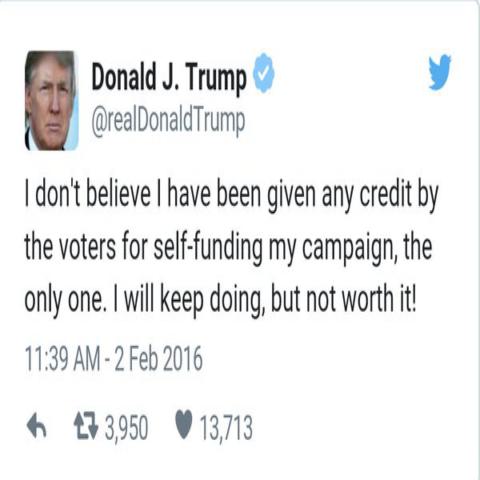 Donald J. Trump
@realDonaldTrump
I don't believe I have been given any credit by
the voters for self-funding my campaign, the
only one. I will keep doing, but not worth it!
11:39 AM - 2 Feb 2016
3,950 13,713